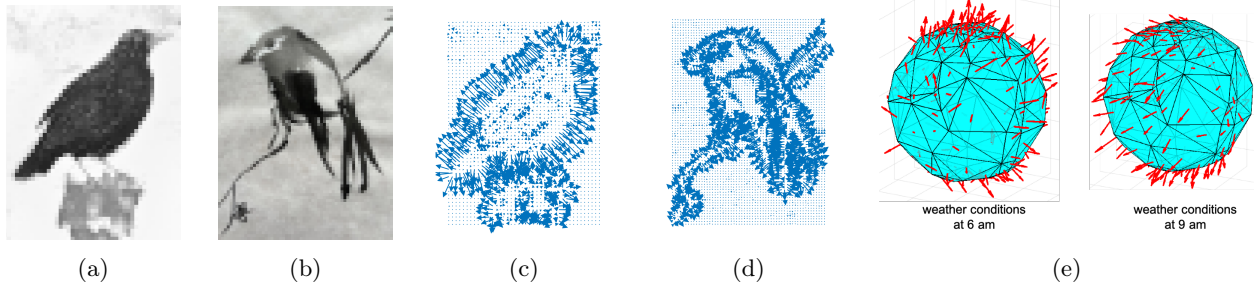 weather conditions
at 6 am
weather conditions
at 9 am
(a)
(b)
(c)
(d)
(e)